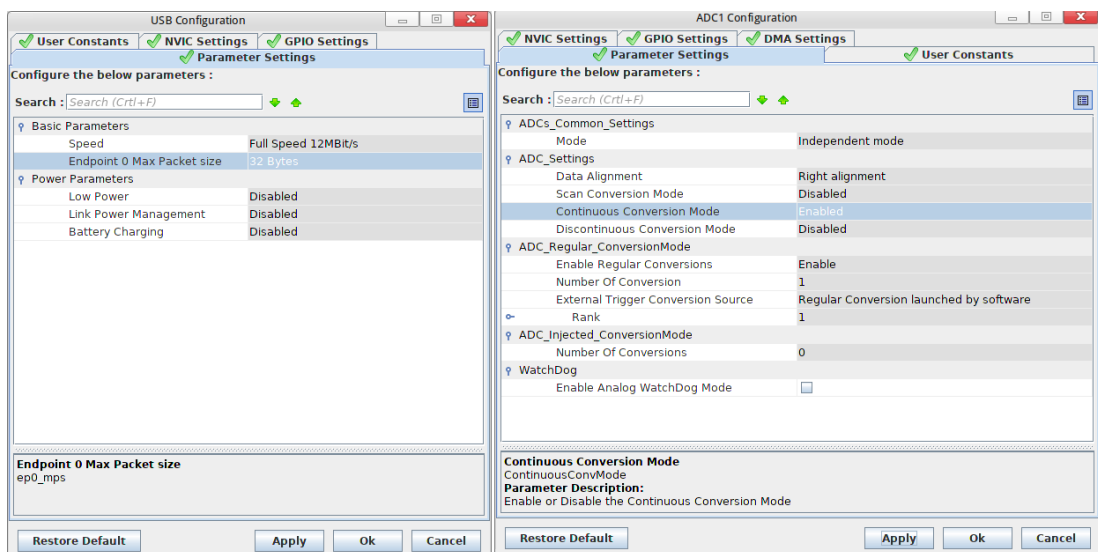 USB Configuration
User Constants NVIC Settings GPIO Settings
Parameter Settings
Configure the below parameters :
Search : Search (Crtl+F)
Basic Parameters
Speed Full Speed 12MBit/s
Endpoint 0 Max Packet size 32 Bytes
Power Parameters
Low Power Disabled
Link Power Management Disabled
Battery Charging Disabled
Endpoint 0 Max Packet size
ep0_mps
Restore Default Apply Ok Cancel
ADC1 Configuration
NVIC Settings GPIO Settings DMA Settings
Parameter Settings User Constants
Configure the below parameters :
Search : Search (Crtl+F)
ADCs_Common_Settings
Mode Independent mode
ADC_Settings
Data Alignment Right alignment
Scan Conversion Mode Disabled
Continuous Conversion Mode Enabled
Discontinuous Conversion Mode Disabled
ADC_Regular_ConversionMode
Enable Regular Conversions Enable
Number Of Conversion 1
External Trigger Conversion Source Regular Conversion launched by software
Rank 1
ADC_Injected_ConversionMode
Number Of Conversions 0
WatchDog
Enable Analog WatchDog Mode
Continuous Conversion Mode
ContinuousConvMode
Parameter Description:
Enable or Disable the Continuous Conversion Mode
Restore Default Apply Ok Cancel